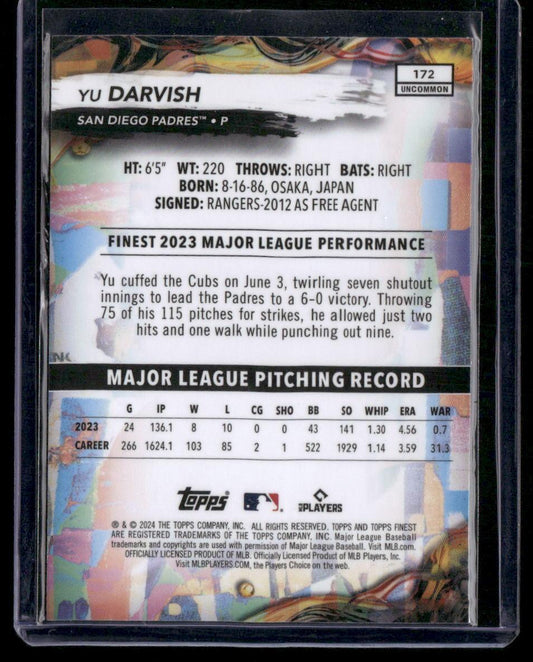 YU DARVISH
172
UNCOMMON
SAN DIEGO PADRES™ • P
HT: 6'5" WT: 220 THROWS: RIGHT BATS: RIGHT
BORN: 8-16-86, OSAKA, JAPAN
SIGNED: RANGERS-2012 AS FREE AGENT
FINEST 2023 MAJOR LEAGUE PERFORMANCE
Yu cuffed the Cubs on June 3, twirling seven shutout
innings to lead the Padres to a 6-0 victory. Throwing
75 of his 115 pitches for strikes, he allowed just two
hits and one walk while punching out nine.
MAJOR LEAGUE PITCHING RECORD
G IP W L CG SHO BB SO WHIP ERA WAR
2023 24 136.1 8 10 0 0 43 141 1.30 4.56 0.7
CAREER 266 1624.1 103 85 2 1 522 1929 1.14 3.59 31.3
Topps
PLAYERS
® & © 2024 THE TOPPS COMPANY, INC. ALL RIGHTS RESERVED. TOPPS AND TOPPS FINEST
ARE REGISTERED TRADEMARKS OF THE TOPPS COMPANY, INC. Major League Baseball
trademarks and copyrights are used with permission of Major League Baseball. Visit MLB.com.
OFFICIALLY LICENSED PRODUCT OF MLB. Officially Licensed Product of MLB Players, Inc.
Visit MLBPLAYERS.COM, the Players Choice on the web.